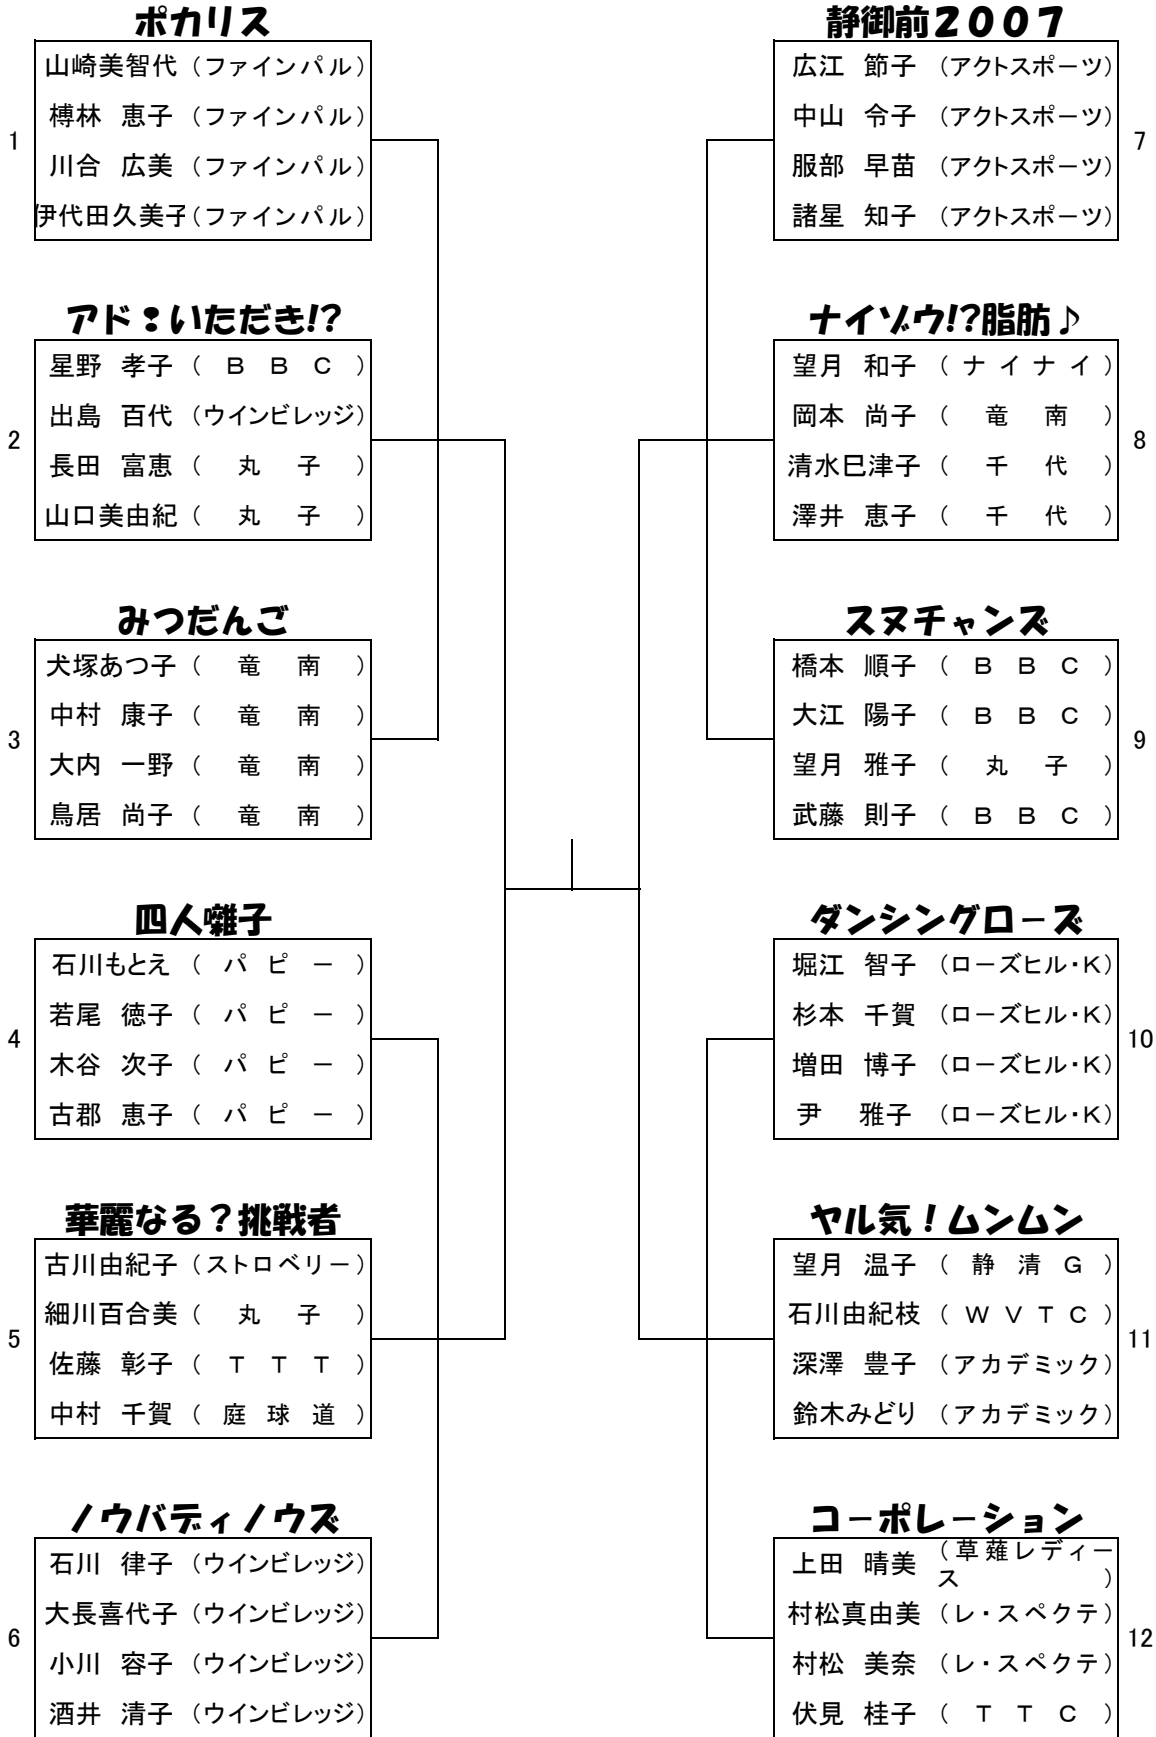 ポカリス
山崎美智代（ファインパル）
榑林 恵子（ファインパル）
1
川合 広美（ファインパル）
伊代田久美子（ファインパル）
アド❢いただき!?
星野 孝子（ＢＢＣ）
出島 百代（ウインビレッジ）
2
長田 富恵（丸子）
山口美由紀（丸子）
みつだんご
犬塚あつ子（竜南）
中村 康子（竜南）
3
大内 一野（竜南）
鳥居 尚子（竜南）
四人囃子
石川もとえ（パピー）
若尾 徳子（パピー）
4
木谷 次子（パピー）
古郡 恵子（パピー）
華麗なる？挑戦者
古川由紀子（ストロベリー）
細川百合美（丸子）
5
佐藤 彰子（ＴＴＴ）
中村 千賀（庭球道）
ノウバディノウズ
石川 律子（ウインビレッジ）
大長喜代子（ウインビレッジ）
6
小川 容子（ウインビレッジ）
酒井 清子（ウインビレッジ）
静御前２００７
広江 節子（アクトスポーツ）
中山 令子（アクトスポーツ）
7
服部 早苗（アクトスポーツ）
諸星 知子（アクトスポーツ）
ナイゾウ!?脂肪♪
望月 和子（ナイナイ）
岡本 尚子（竜南）
8
清水巳津子（千代）
澤井 恵子（千代）
スヌチャンズ
橋本 順子（ＢＢＣ）
大江 陽子（ＢＢＣ）
9
望月 雅子（丸子）
武藤 則子（ＢＢＣ）
ダンシングローズ
堀江 智子（ローズヒル・Ｋ）
杉本 千賀（ローズヒル・Ｋ）
10
増田 博子（ローズヒル・Ｋ）
尹 雅子（ローズヒル・Ｋ）
ヤル気！ムンムン
望月 温子（静清Ｇ）
石川由紀枝（ＷＶＴＣ）
11
深澤 豊子（アカデミック）
鈴木みどり（アカデミック）
コーポレーション
上田 晴美（草薙レディー
ス）
村松真由美（レ・スペクテ）
12
村松 美奈（レ・スペクテ）
伏見 桂子（ＴＴＣ）